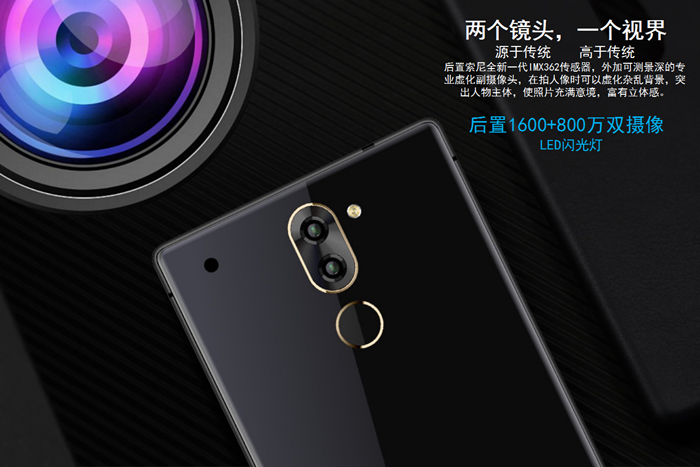 两个镜头，一个视界
源于传统　　高于传统
后置索尼全新一代IMX362传感器，外加可测景深的专
业虚化副摄像头，在拍人像时可以虚化杂乱背景，突
出人物主体，使照片充满意境，富有立体感。
后置1600+800万双摄像
LED闪光灯